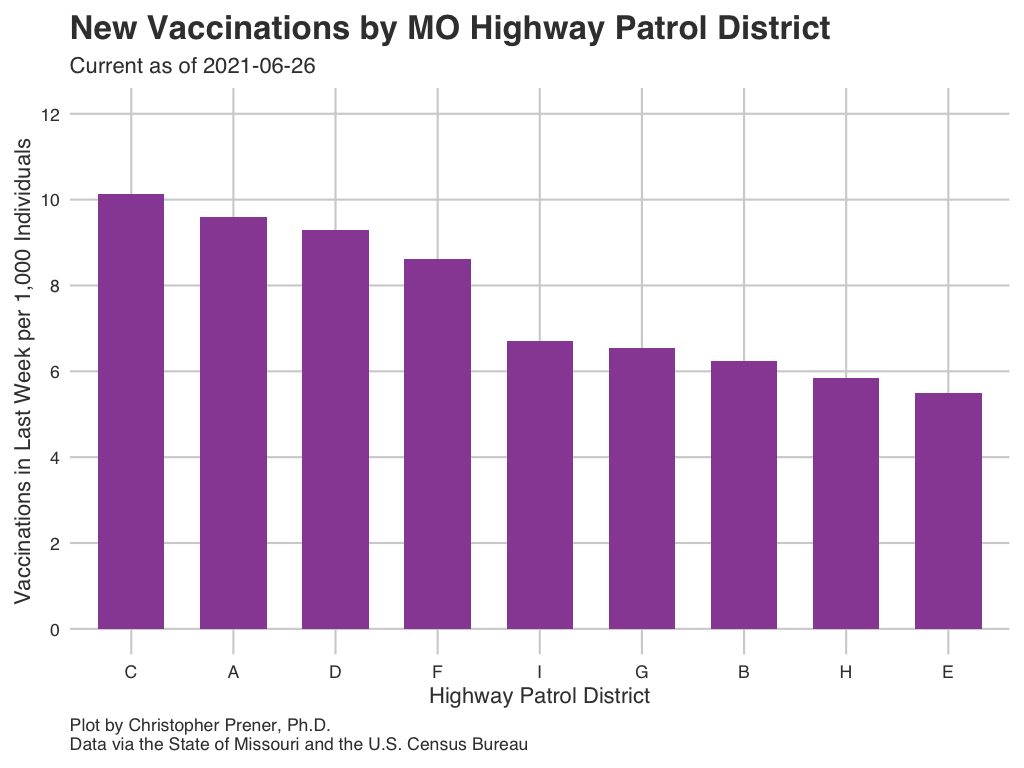 New Vaccinations by MO Highway Patrol District
Current as of 2021-06-26
Vaccinations in Last Week per 1,000 Individuals
12
10
8
6
4
2
0
C A D F I G B H E
Highway Patrol District
Plot by Christopher Prener, Ph.D.
Data via the State of Missouri and the U.S. Census Bureau